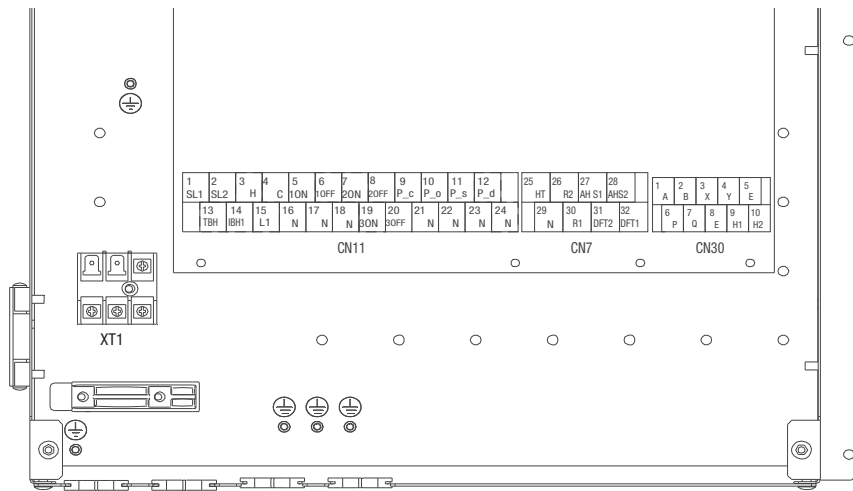 1 2 3 4 5 6 7 8 9 10 11 12
SL1 SL2 H C 1ON 1OFF 2ON 2OFF P_c P_o P_s P_d
13 14 15 16 17 18 19 20 21 22 23 24
TBH IBH1 L1 N N N 3ON 3OFF N N N N
CN11
25 26 27 28
HT R2 AH S1 AHS2
29 30 31 32
N R1 DFT2 DFT1
CN7
1 2 3 4 5
A B X Y E
6 7 8 9 10
P Q E H1 H2
CN30
XT1